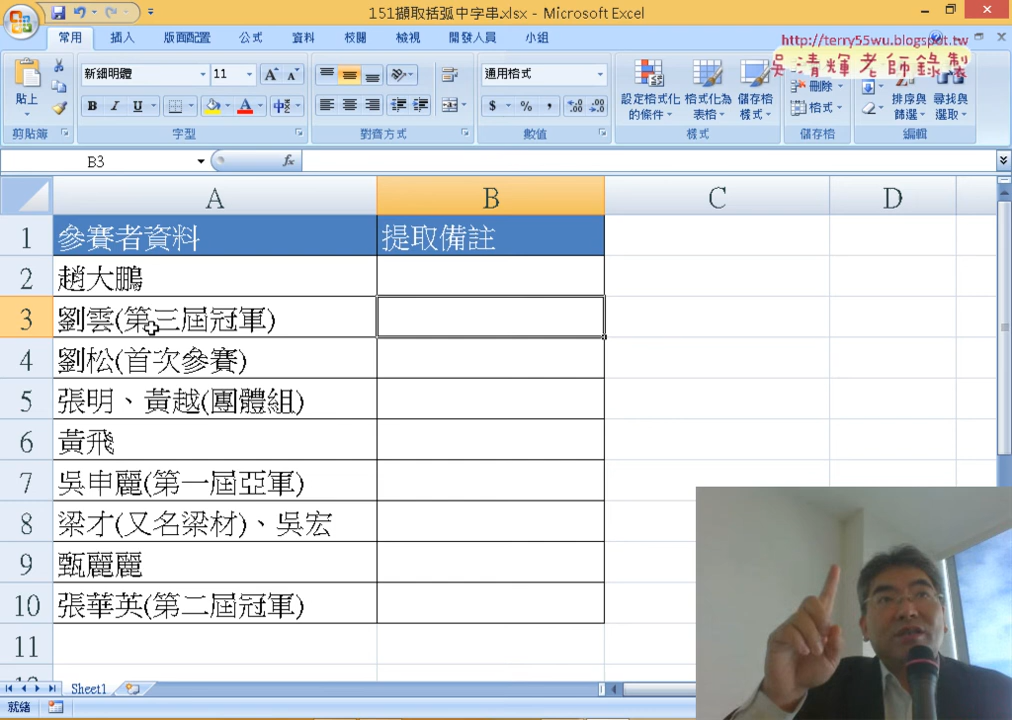 151擷取括弧中字串.xlsx - Microsoft Excel
常用 插入 版面配置 公式 資料 校閱 檢視 開發人員 小組
http://terry55wu.blogspot.tw
吳清輝老師錄製
貼上
新細明體 11
B I U
中
通用格式
$ % ,
設定格式化的條件
格式化為表格
儲存格樣式
刪除
格式
排序與篩選
尋找與選取
剪貼簿 字型 對齊方式 數值 樣式 儲存格 編輯
B3 fx
A B C D
1 參賽者資料 提取備註
2 趙大鵬
3 劉雲(第三屆冠軍)
4 劉松(首次參賽)
5 張明、黃越(團體組)
6 黃飛
7 吳申麗(第一屆亞軍)
8 梁才(又名梁材)、吳宏
9 甄麗麗
10 張華英(第二屆冠軍)
11
Sheet1
就緒